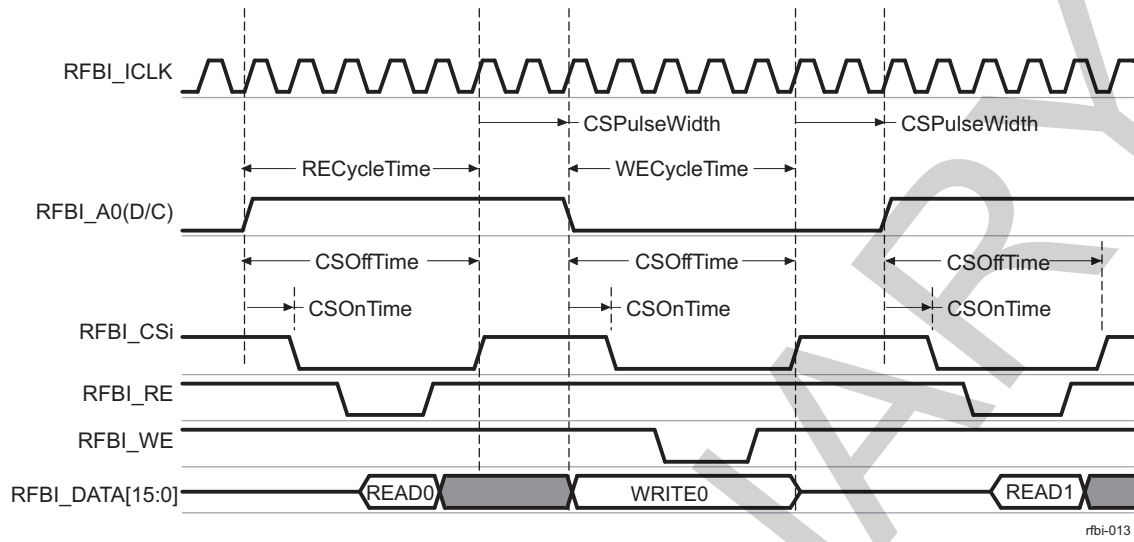 RFBI_ICLK
CSPulseWidth CSPulseWidth
RECycleTime WECycleTime
RFBI_A0(D/C)
CSOffTime CSOffTime CSOffTime
CSOnTime CSOnTime CSOnTime
RFBI_CSi
RFBI_RE
RFBI_WE
RFBI_DATA[15:0] READ0 WRITE0 READ1
rfbi-013